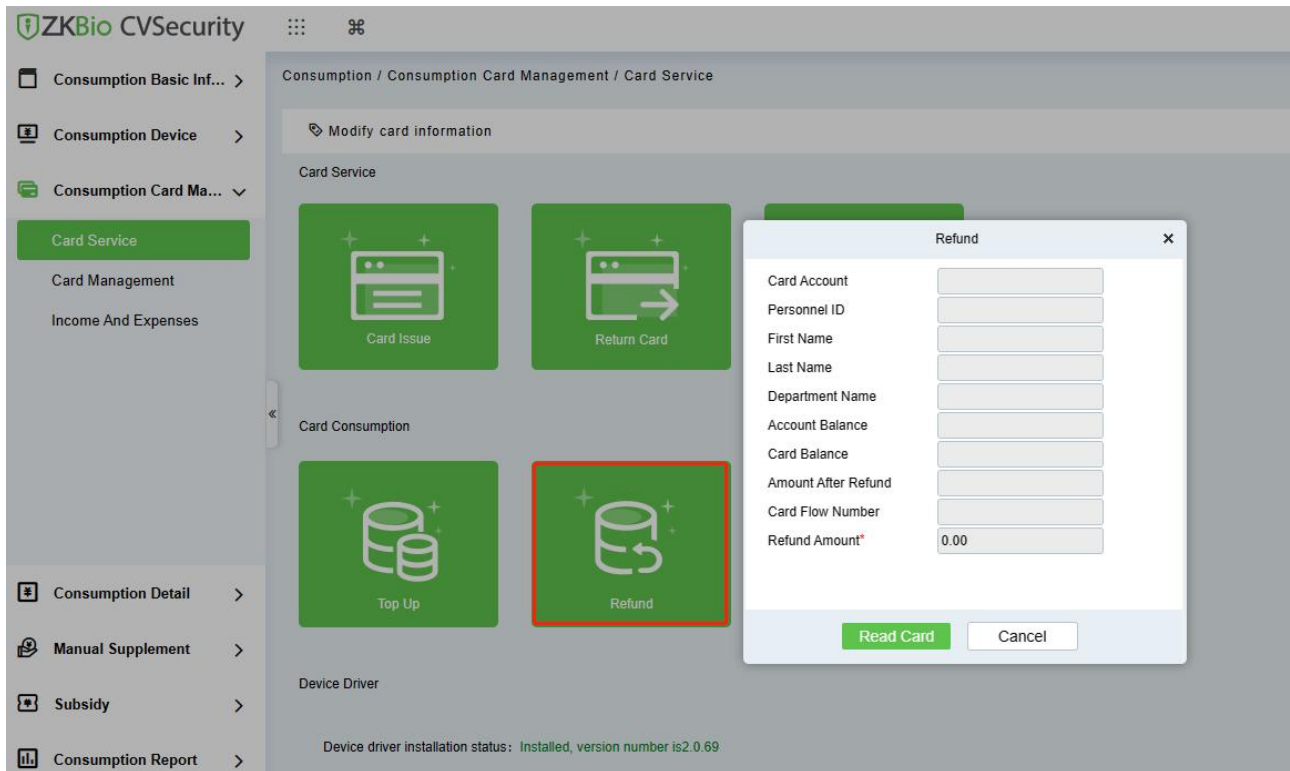 ZKBio CVSecurity
Consumption Basic Inf...
Consumption Device
Consumption Card Ma...
Card Service
Card Management
Income And Expenses
Consumption Detail
Manual Supplement
Subsidy
Consumption Report
Consumption / Consumption Card Management / Card Service
Modify card information
Card Service
Card Issue
Return Card
Card Consumption
Top Up
Refund
Device Driver
Device driver installation status: Installed, version number is2.0.69
Refund
Card Account
Personnel ID
First Name
Last Name
Department Name
Account Balance
Card Balance
Amount After Refund
Card Flow Number
Refund Amount* 0.00
Read Card Cancel